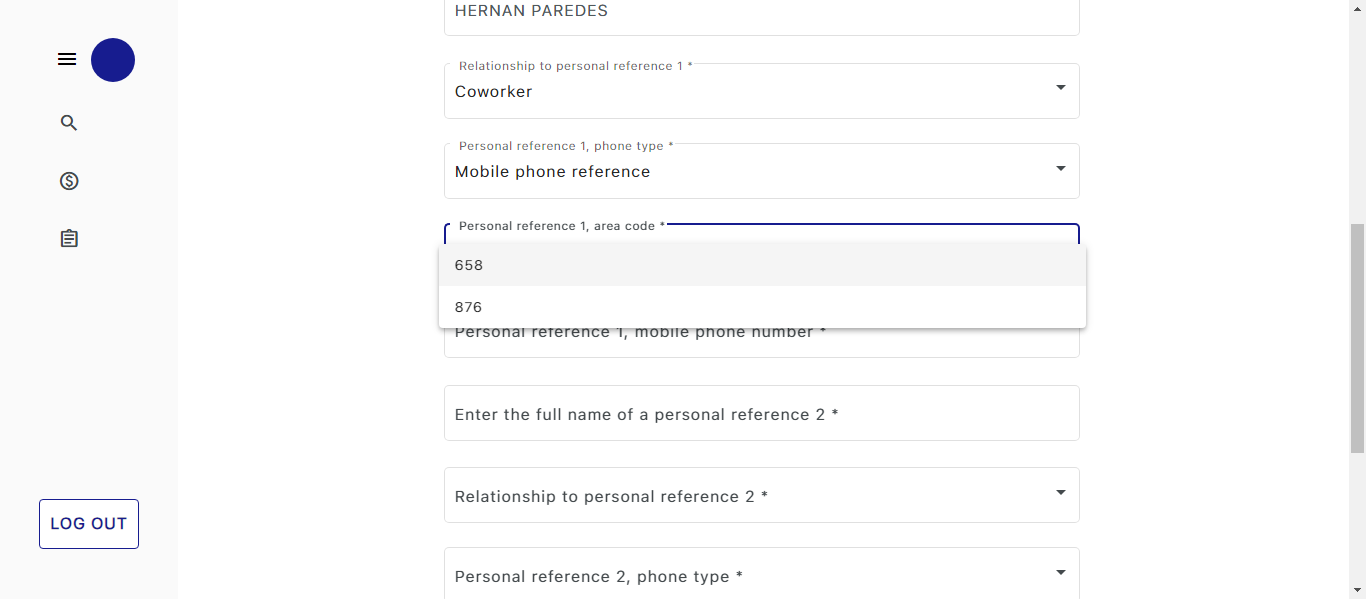 HERNAN PAREDES
Relationship to personal reference 1 *
Coworker
Personal reference 1, phone type *
Mobile phone reference
Personal reference 1, area code *
658
876
Personal reference 1, mobile phone number *
Enter the full name of a personal reference 2 *
Relationship to personal reference 2 *
Personal reference 2, phone type *
LOG OUT